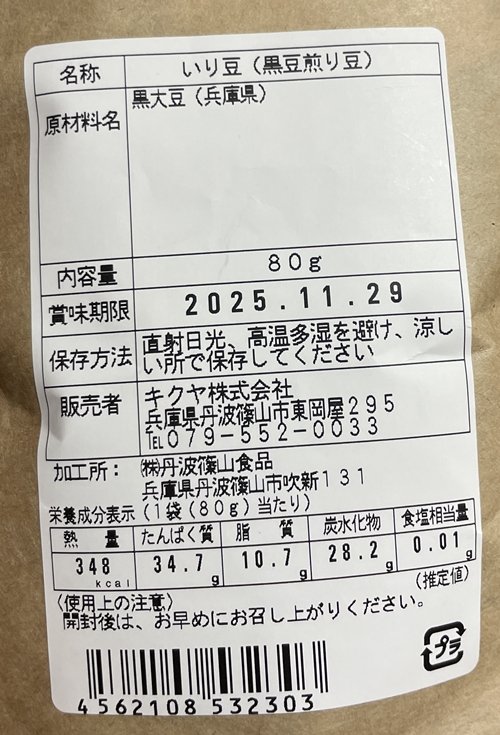 名称 いり豆（黒豆煎り豆）
原材料名 黒大豆（兵庫県）
内容量 80g
賞味期限 2025.11.29
保存方法 直射日光、高温多湿を避け、涼し
い所で保存してください
販売者 キクヤ株式会社
兵庫県丹波篠山市東岡屋295
℡079-552-0033
加工所： ㈱丹波篠山食品
兵庫県丹波篠山市吹新131
栄養成分表示（1袋（80g）当たり）
熱量 たんぱく質 脂質 炭水化物 食塩相当量
348kcal 34.7g 10.7g 28.2g 0.01g
（推定値）
（使用上の注意）
開封後は、お早めにお召し上がりください。
プラ
4562108532303